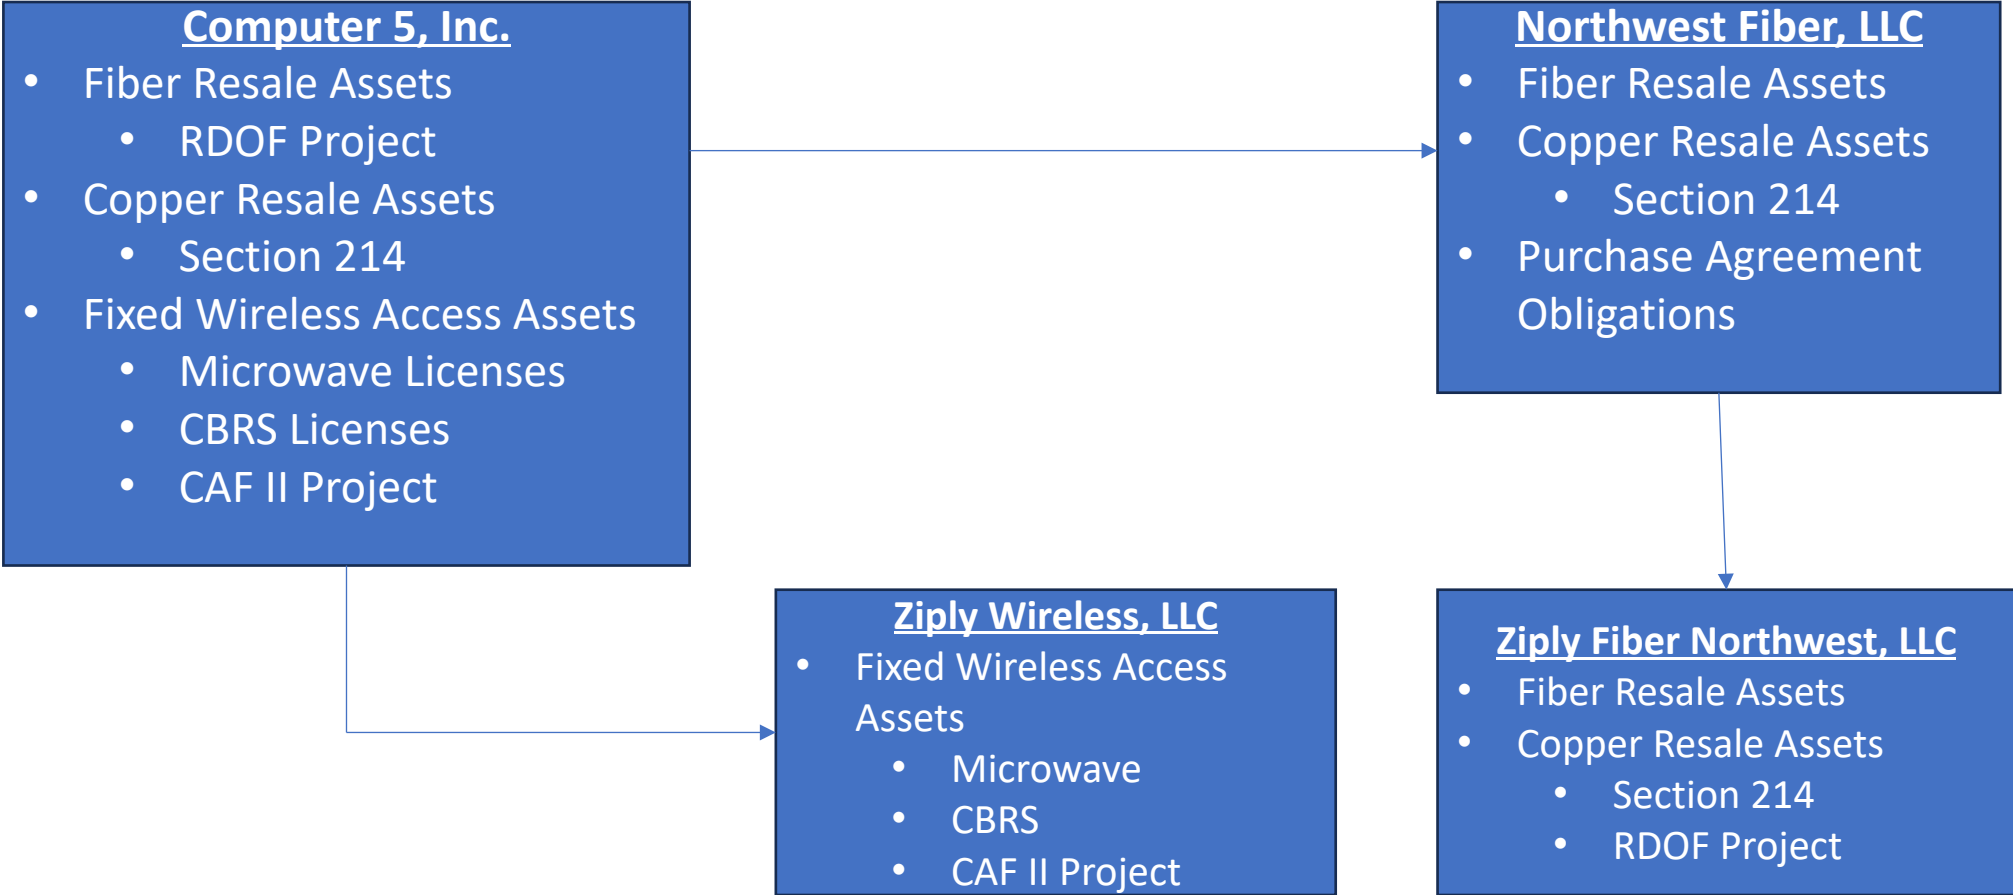 Computer 5, Inc.
• Fiber Resale Assets
• RDOF Project
• Copper Resale Assets
• Section 214
• Fixed Wireless Access Assets
• Microwave Licenses
• CBRS Licenses
• CAF II Project
Northwest Fiber, LLC
• Fiber Resale Assets
• Copper Resale Assets
• Section 214
• Purchase Agreement
Obligations
Ziply Wireless, LLC
• Fixed Wireless Access
Assets
• Microwave
• CBRS
• CAF II Project
Ziply Fiber Northwest, LLC
• Fiber Resale Assets
• Copper Resale Assets
• Section 214
• RDOF Project